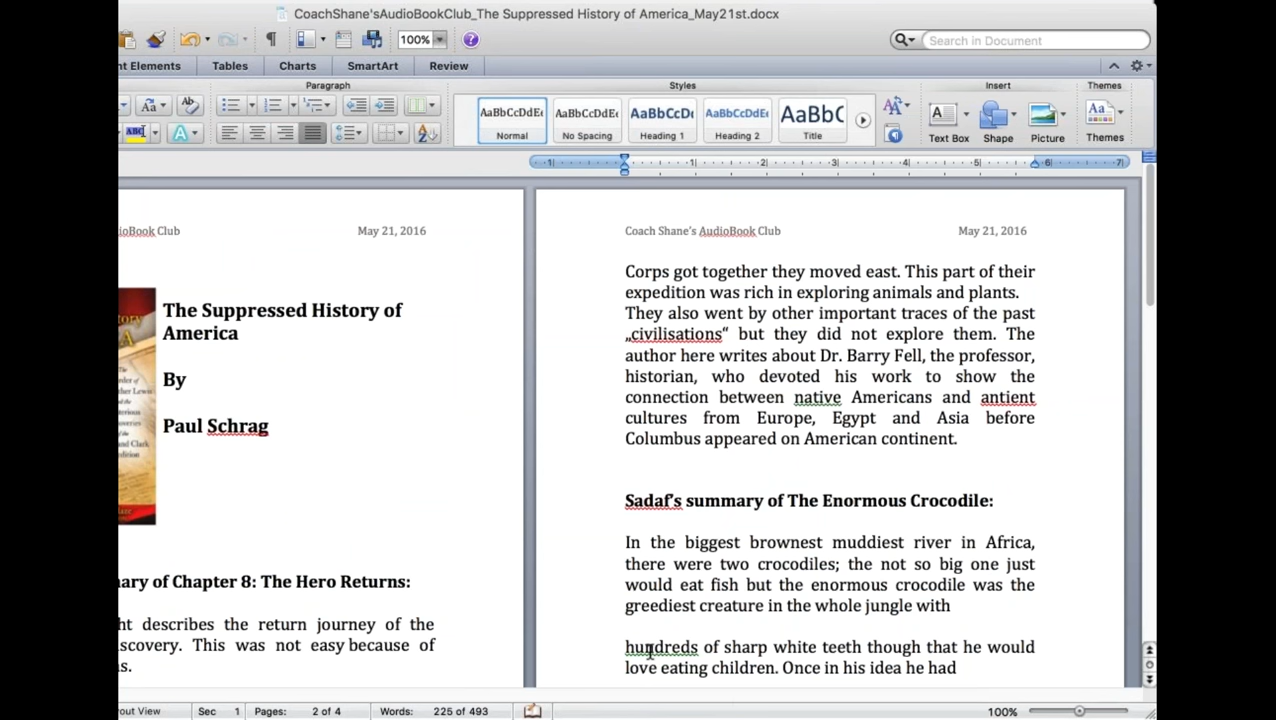 CoachShane'sAudioBookClub_The Suppressed History of America_May21st.docx
100%
Search in Document
nt Elements Tables Charts SmartArt Review
Paragraph Styles Insert Themes
AaBbCcDdEe AaBbCcDdEe AaBbCcDc AaBbCcDdEe AaBbC
Normal No Spacing Heading 1 Heading 2 Title Text Box Shape Picture Themes
ioBook Club May 21, 2016
The Suppressed History of
America
By
Paul Schrag
ary of Chapter 8: The Hero Returns:
ht describes the return journey of the
scovery. This was not easy because of
s.
Coach Shane's AudioBook Club May 21, 2016
Corps got together they moved east. This part of their
expedition was rich in exploring animals and plants.
They also went by other important traces of the past
„civilisations“ but they did not explore them. The
author here writes about Dr. Barry Fell, the professor,
historian, who devoted his work to show the
connection between native Americans and antient
cultures from Europe, Egypt and Asia before
Columbus appeared on American continent.
Sadaf's summary of The Enormous Crocodile:
In the biggest brownest muddiest river in Africa,
there were two crocodiles; the not so big one just
would eat fish but the enormous crocodile was the
greediest creature in the whole jungle with
hundreds of sharp white teeth though that he would
love eating children. Once in his idea he had
out View Sec 1 Pages: 2 of 4 Words: 225 of 493 100%